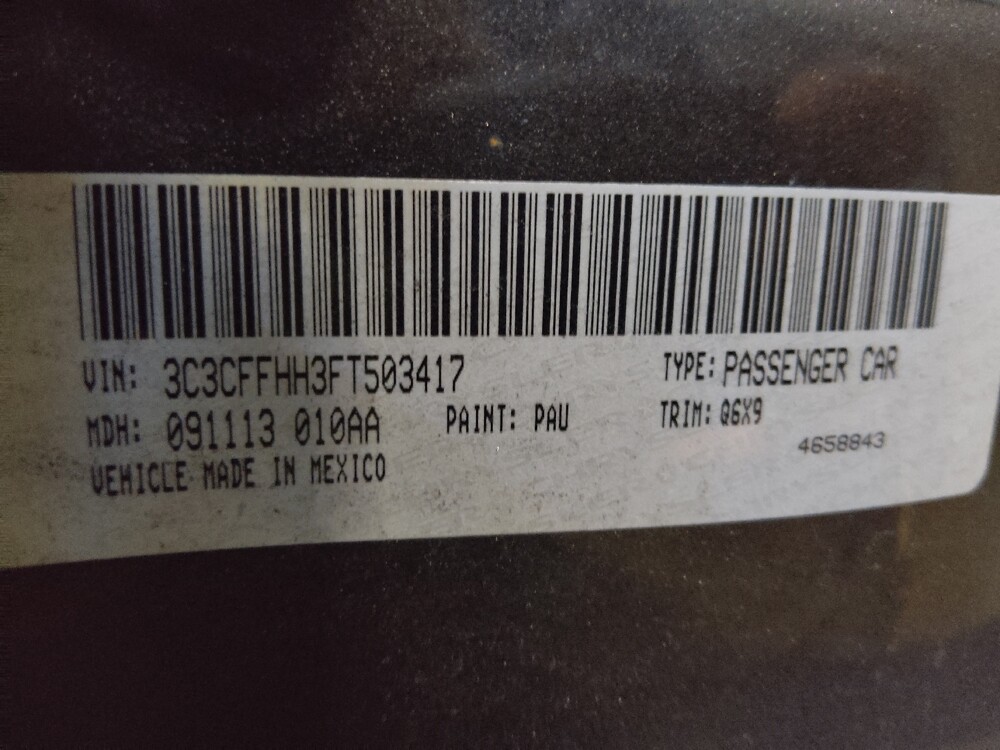 VIN: 3C3CFFHH3FT503417 TYPE: PASSENGER CAR
MDH: 091113 010AA PAINT: PAU TRIM: Q6X9
4658843
VEHICLE MADE IN MEXICO